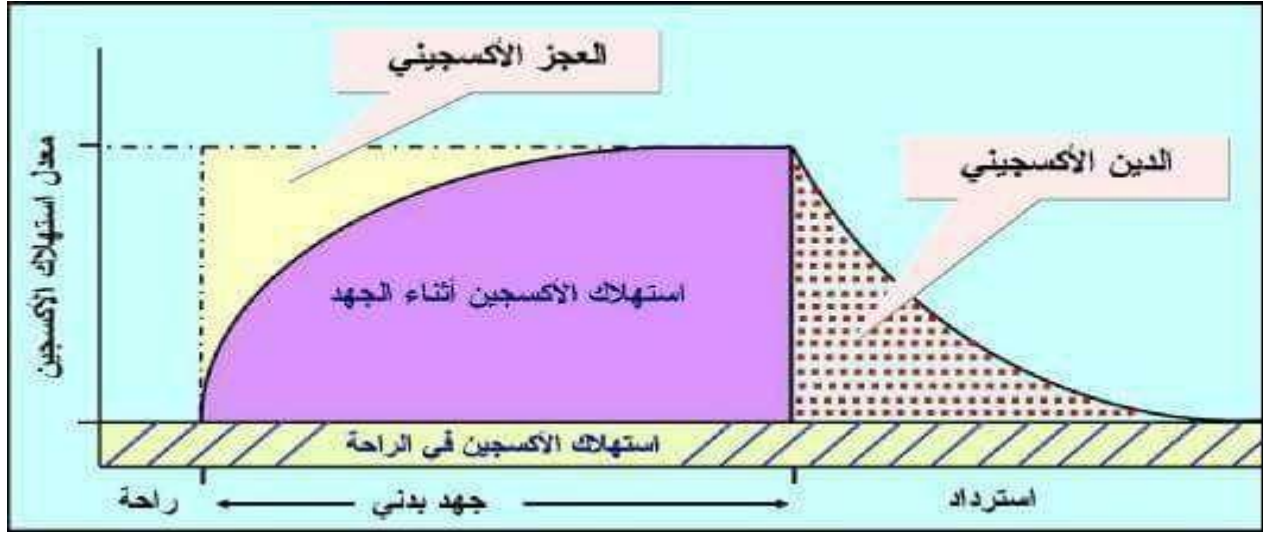 العجز الأكسجيني
الدين الأكسجيني
معدل استهلاك الأكسجين
استهلاك الأكسجين أثناء الجهد
استهلاك الأكسجين في الراحة
راحة
جهد بدني
استرداد